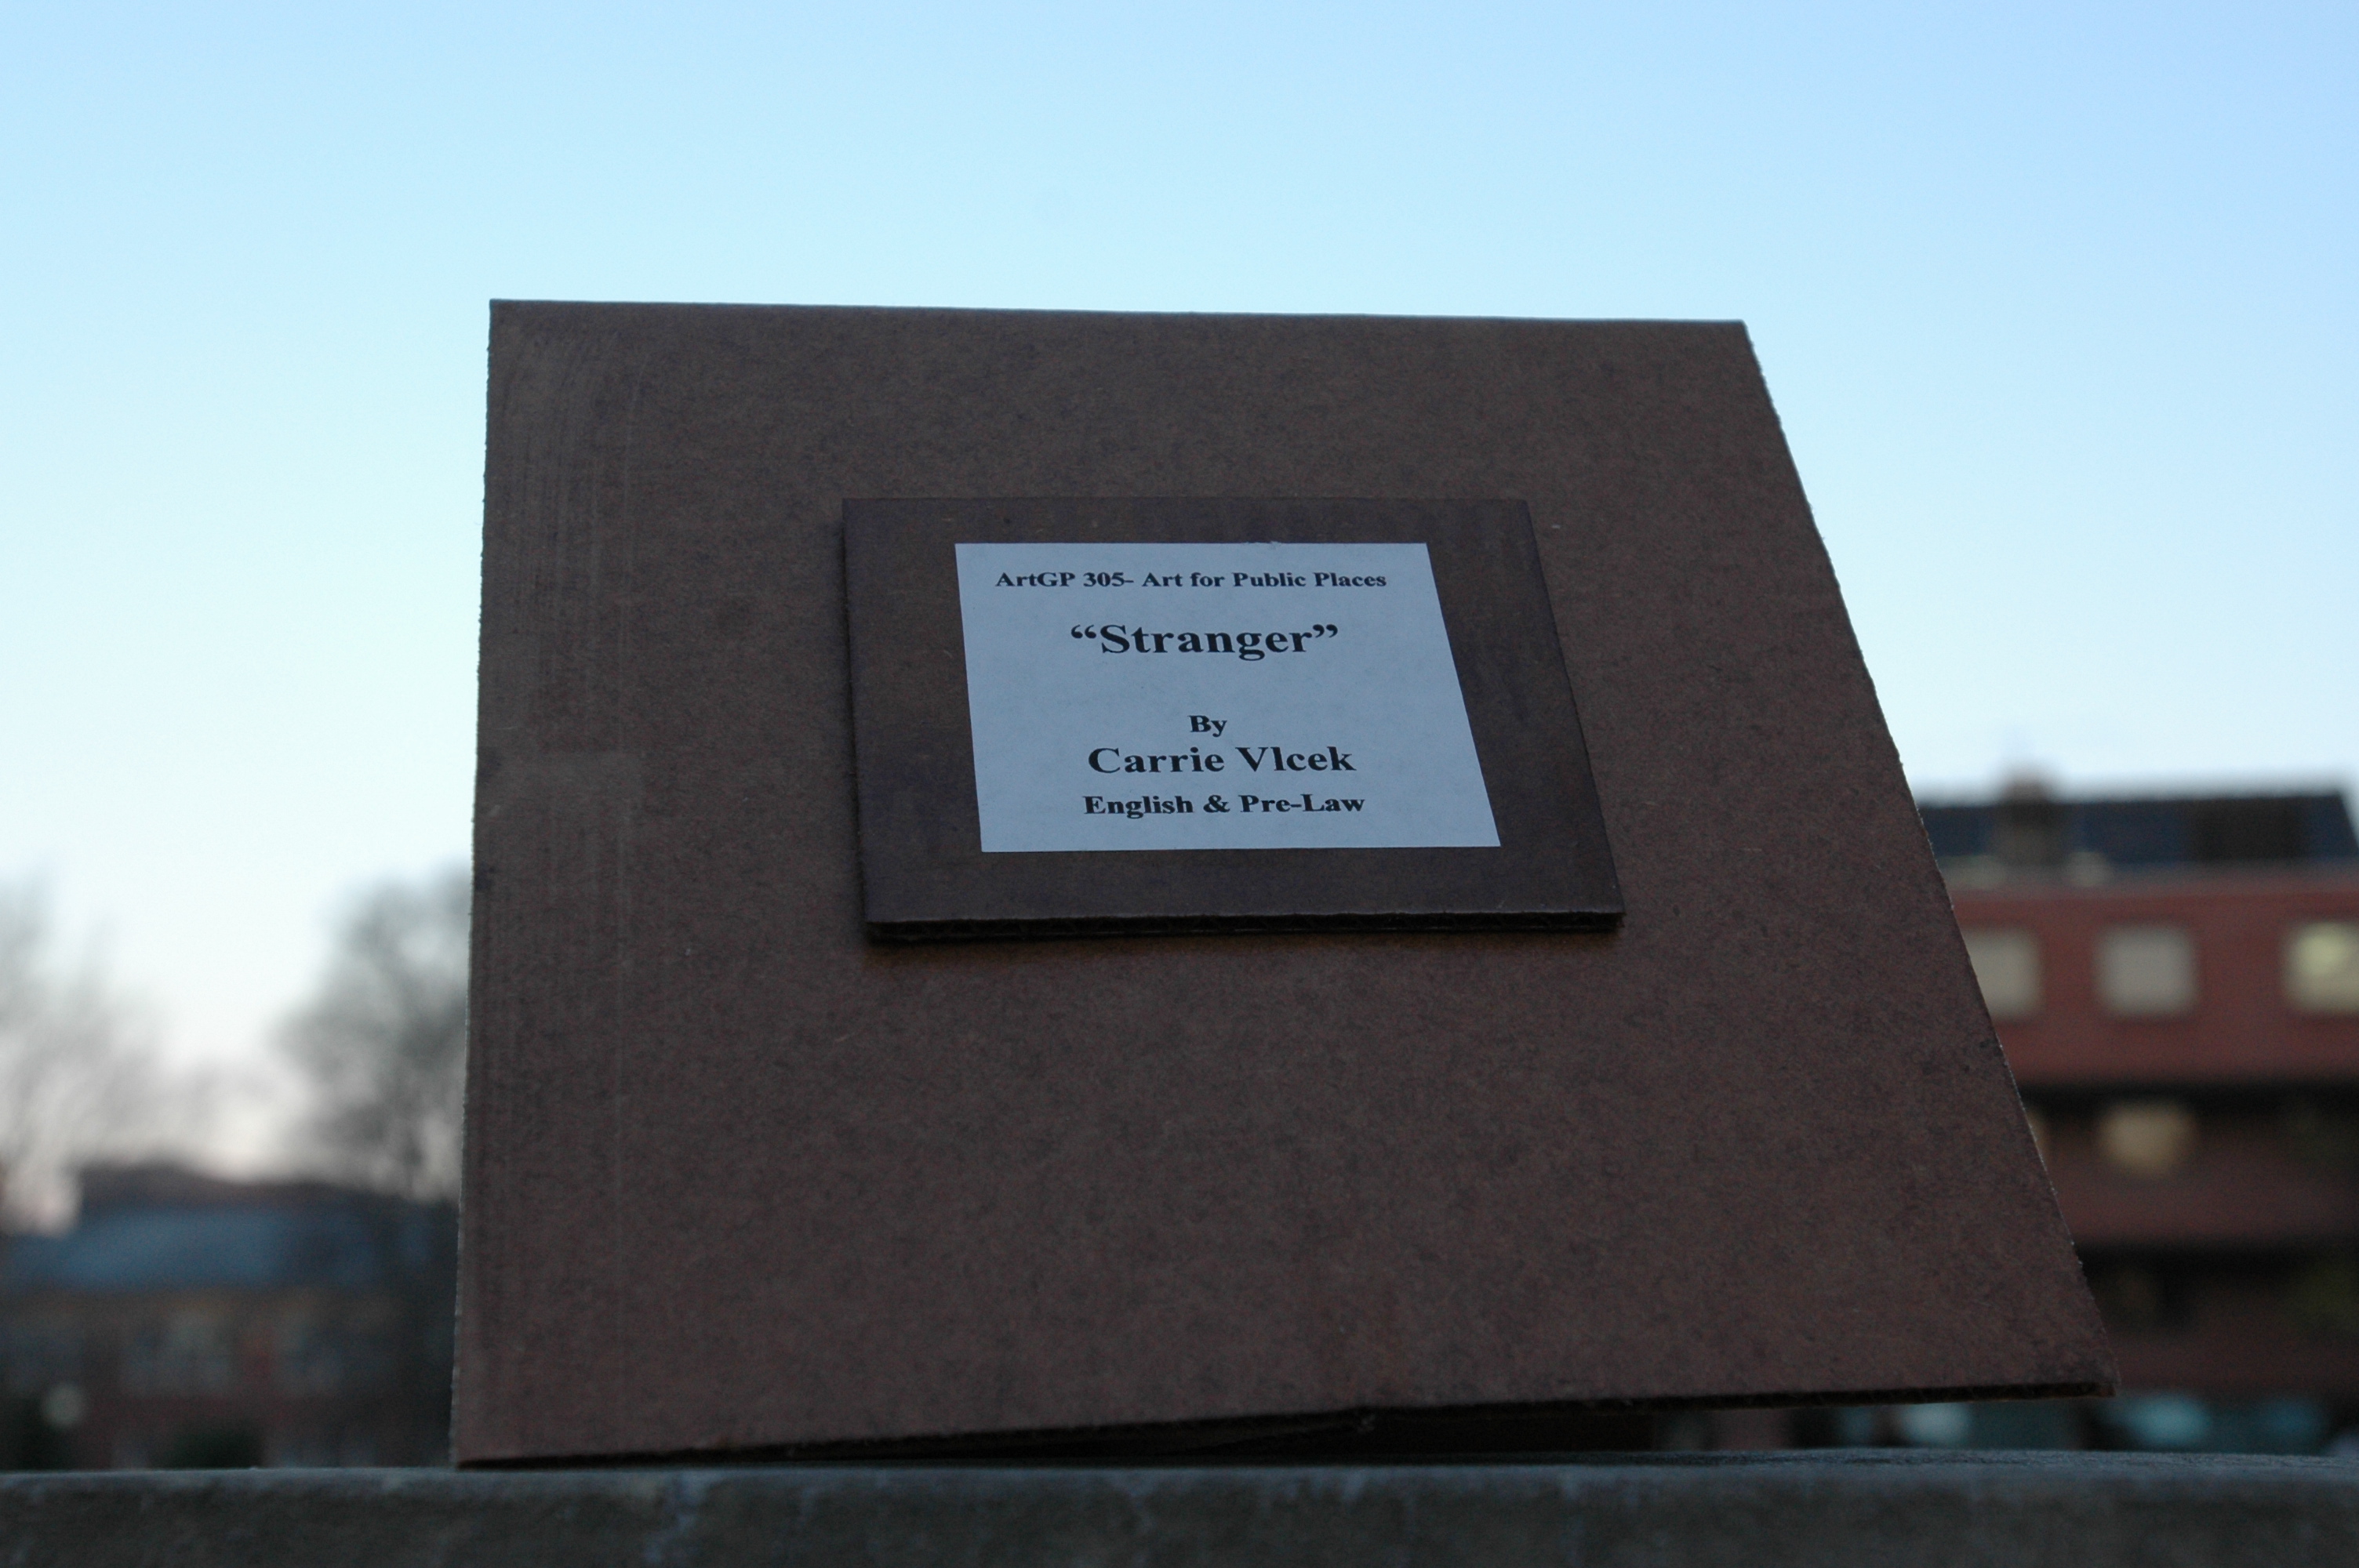 ArtGP 305- Art for Public Places
“Stranger”
By
Carrie Vlcek
English & Pre-Law